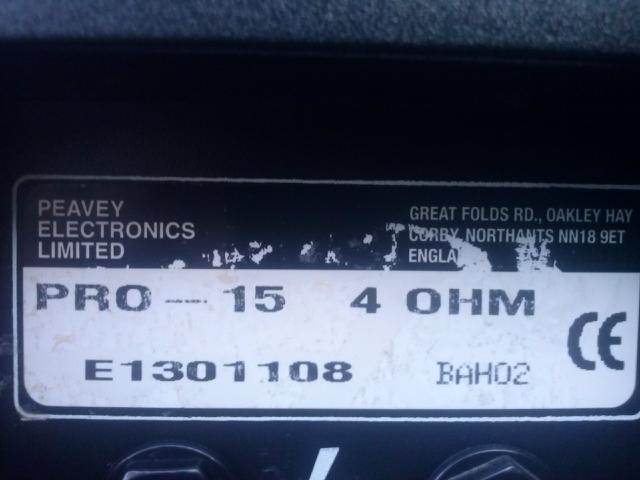 PEAVEY
ELECTRONICS
LIMITED
GREAT FOLDS RD., OAKLEY HAY
CORBY, NORTHANTS NN18 9ET
ENGLA
PRO-15 4 OHM
CE
E1301108 BAH02